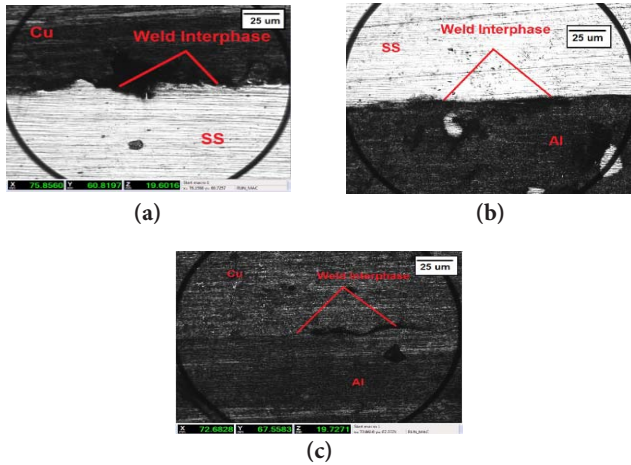 25 um
Cu
Weld Interphase
SS
X 75.8560 Y 60.8197 Z 19.6016
(a)
25 um
Weld Interphase
SS
Al
(b)
25 um
Cu
Weld Interphase
Al
X 72.6828 Y 67.5583 Z 19.7271
(c)